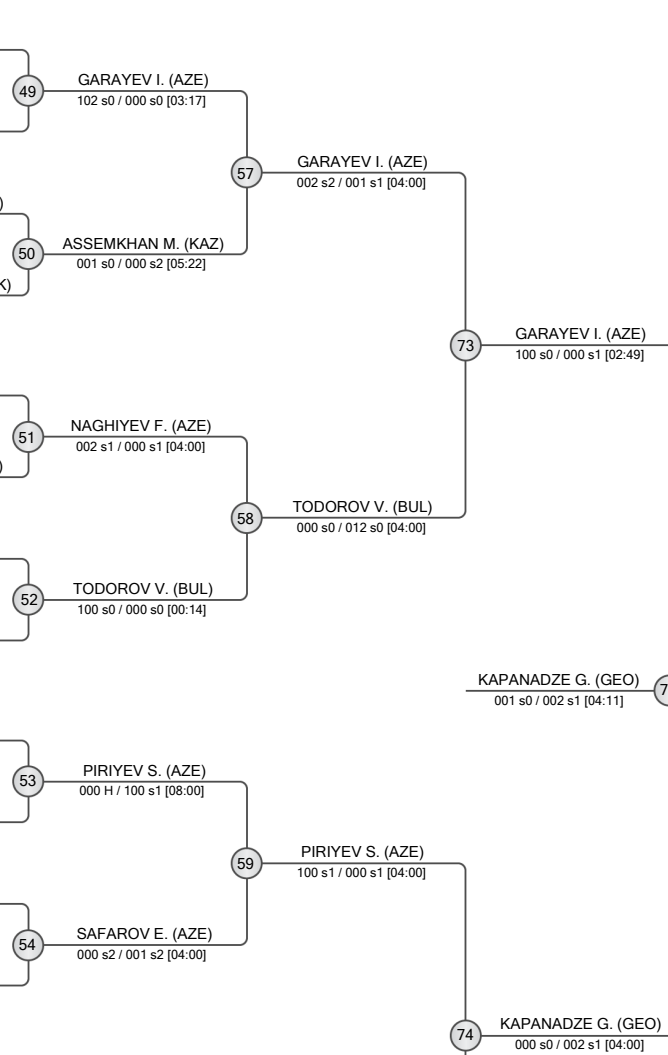 GARAYEV I. (AZE)
49
102 s0 / 000 s0 [03:17]
GARAYEV I. (AZE)
57
002 s2 / 001 s1 [04:00]
)
ASSEMKHAN M. (KAZ)
50
001 s0 / 000 s2 [05:22]
K)
GARAYEV I. (AZE)
73
100 s0 / 000 s1 [02:49]
NAGHIYEV F. (AZE)
51
002 s1 / 000 s1 [04:00]
)
TODOROV V. (BUL)
58
000 s0 / 012 s0 [04:00]
TODOROV V. (BUL)
52
100 s0 / 000 s0 [00:14]
KAPANADZE G. (GEO)
7
001 s0 / 002 s1 [04:11]
PIRIYEV S. (AZE)
53
000 H / 100 s1 [08:00]
PIRIYEV S. (AZE)
59
100 s1 / 000 s1 [04:00]
SAFAROV E. (AZE)
54
000 s2 / 001 s2 [04:00]
KAPANADZE G. (GEO)
74
000 s0 / 002 s1 [04:00]